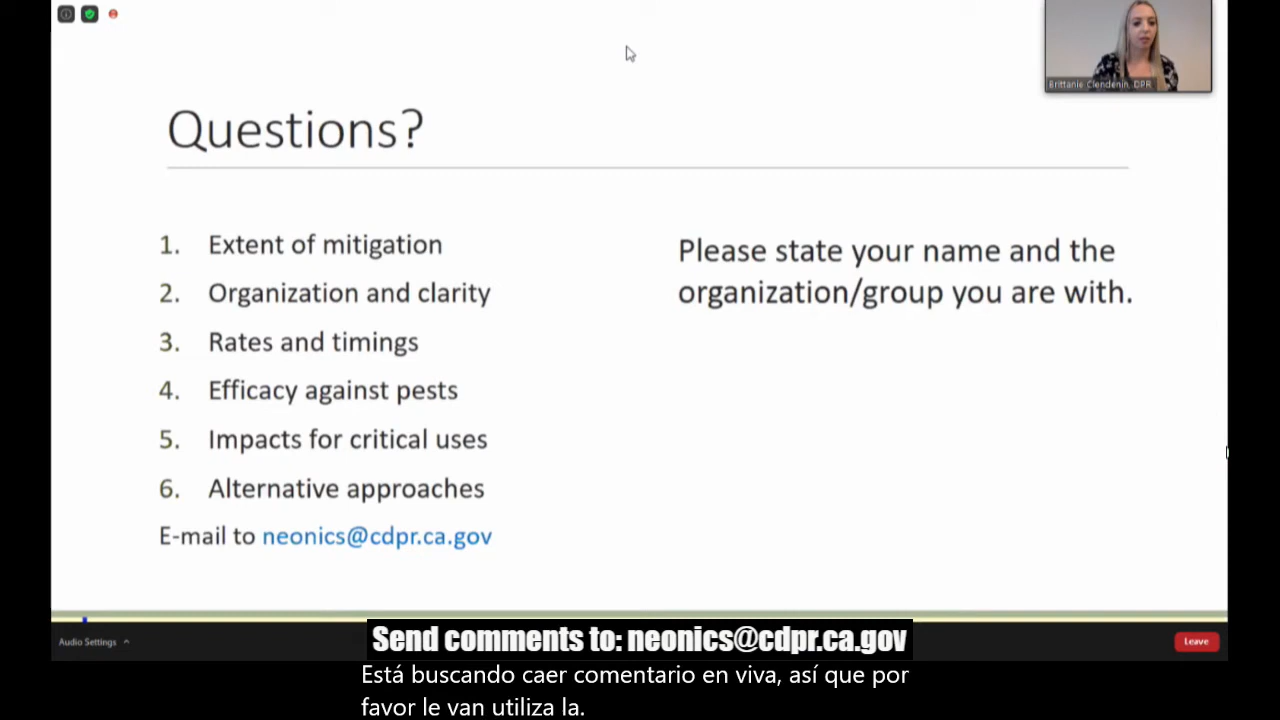 Brittanie Clendenin, DPR
Questions?
1. Extent of mitigation
2. Organization and clarity
3. Rates and timings
4. Efficacy against pests
5. Impacts for critical uses
6. Alternative approaches
E-mail to neonics@cdpr.ca.gov
Please state your name and the
organization/group you are with.
Audio Settings
Leave
Send comments to: neonics@cdpr.ca.gov
Está buscando caer comentario en viva, así que por
favor le van utiliza la.